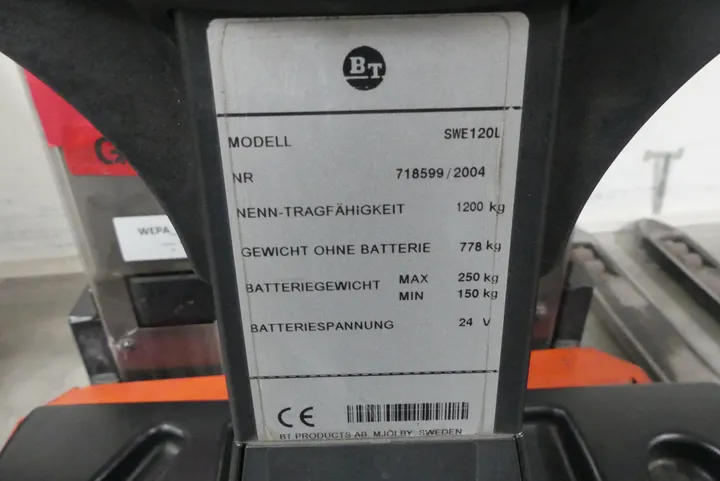 BT
MODELL SWE120L
NR 718599/2004
NENN-TRAGFÄHIGKEIT 1200 kg
GEWICHT OHNE BATTERIE 778 kg
BATTERIEGEWICHT MAX 250 kg
MIN 150 kg
BATTERIESPANNUNG 24 V
CE
BT PRODUCTS AB, MJÖLBY, SWEDEN
WEPA